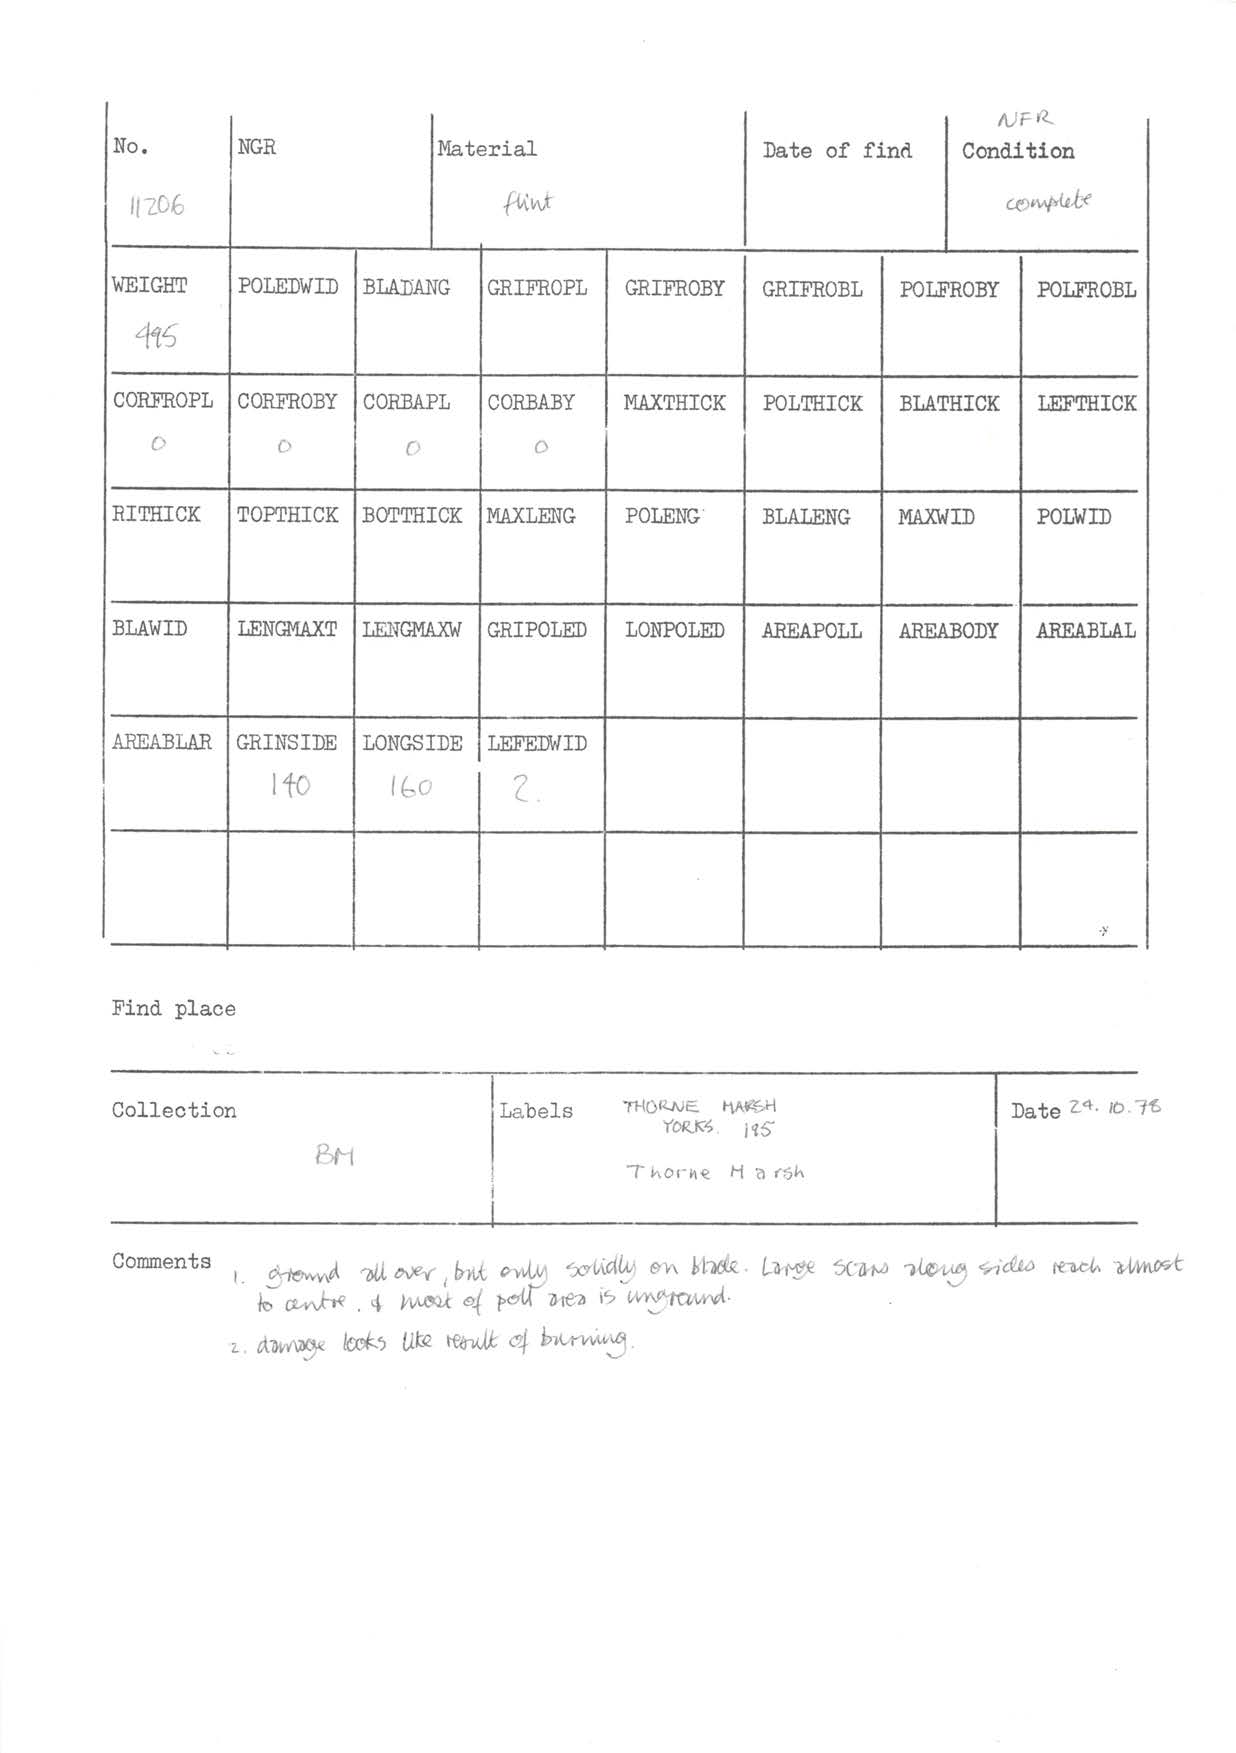 NFR
No. NGR Material Date of find Condition
11206 flint complete
WEIGHT POLEDWID BLADANG GRIFROPL GRIFROBY GRIFROBL POLFROBY POLFROBL
495
CORFROPL CORFROBY CORBAPL CORBABY MAXTHICK POLTHICK BLATHICK LEFTHICK
0 0 0 0
RITHICK TOPTHICK BOTTHICK MAXLENG POLENG BLALENG MAXWID POLWID
BLAWID LENGMAXT LENGMAXW GRIPOLED LONPOLED AREAPOLL AREABODY AREABLAL
AREABLAR GRINSIDE LONGSIDE LEFEDWID
140 160 2.
Find place
Collection Labels THORNE MARSH Date 24.10.78
YORKS. 195
BM
Thorne Marsh
Comments 1. ground all over, but only solidly on blade. Large scars along sides reach almost
to centre. & most of poll area is unground.
2. damage looks like result of burning.